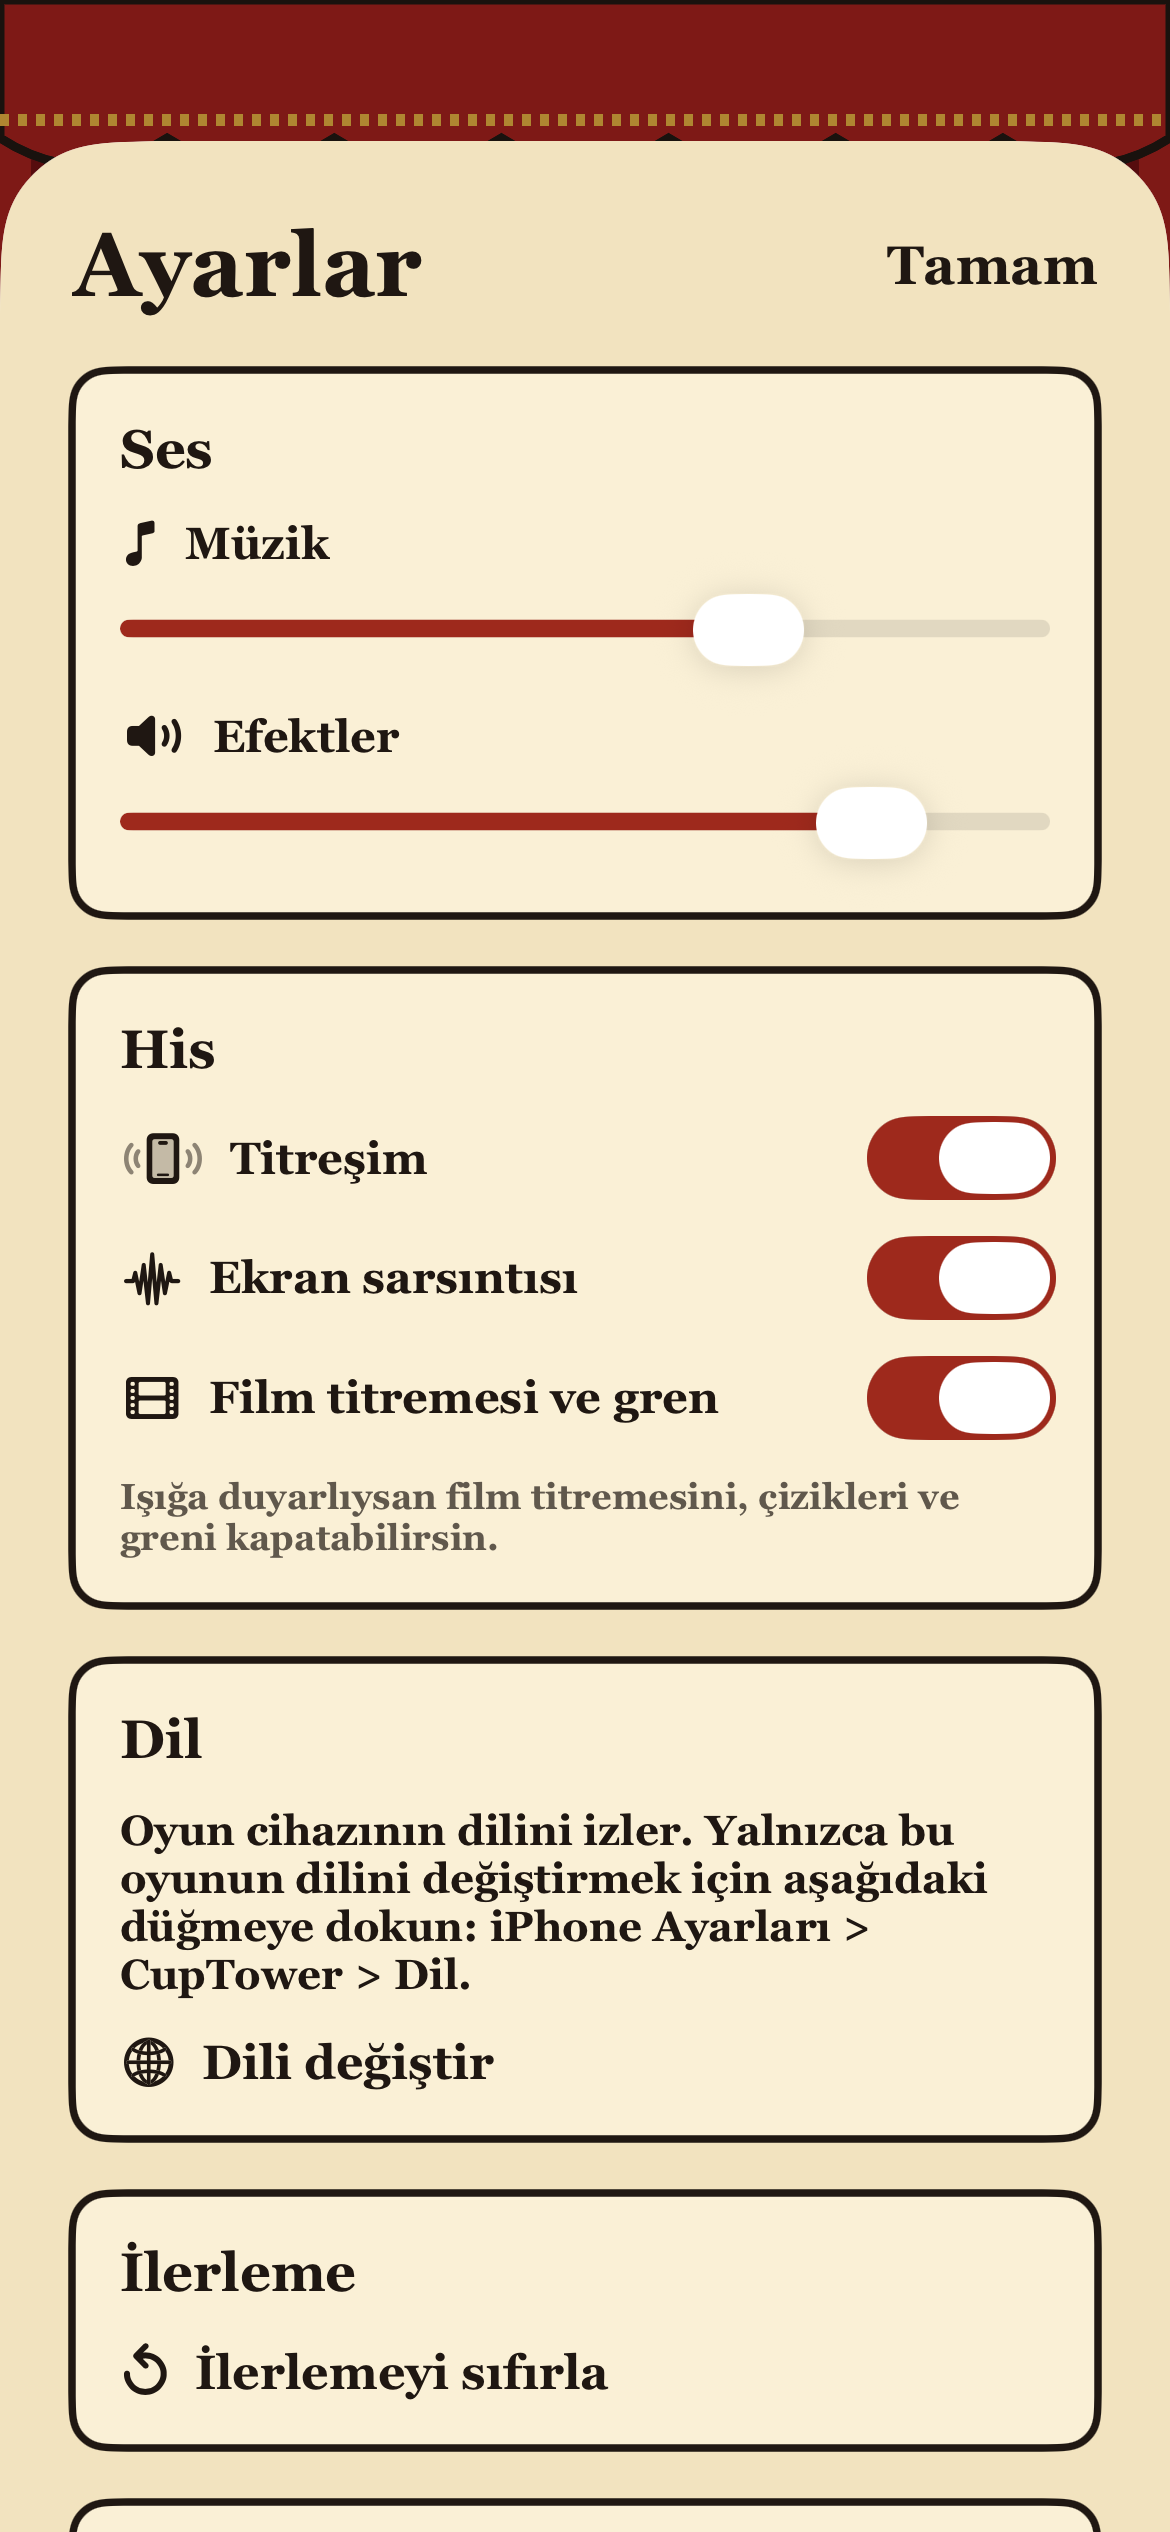 Ayarlar
Tamam
Ses
Müzik
Efektler
His
Titreşim
Ekran sarsıntısı
Film titremesi ve gren
Işığa duyarlıysan film titremesini, çizikleri ve
greni kapatabilirsin.
Dil
Oyun cihazının dilini izler. Yalnızca bu
oyunun dilini değiştirmek için aşağıdaki
düğmeye dokun: iPhone Ayarları >
CupTower > Dil.
Dili değiştir
İlerleme
İlerlemeyi sıfırla